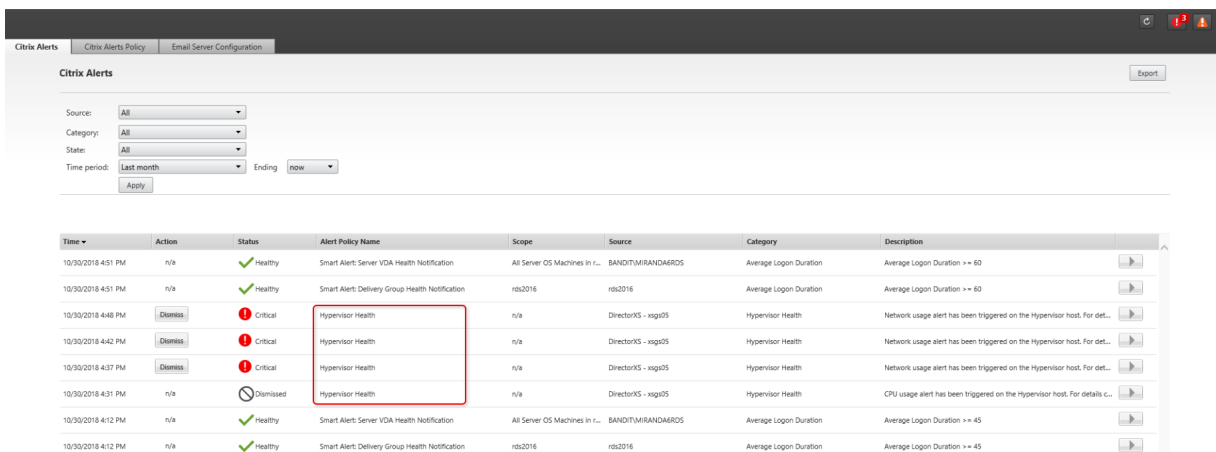 3
Citrix Alerts Citrix Alerts Policy Email Server Configuration
Citrix Alerts Export
Source: All
Category: All
State: All
Time period: Last month Ending now
Apply
Time Action Status Alert Policy Name Scope Source Category Description
10/30/2018 4:51 PM n/a Healthy Smart Alert: Server VDA Health Notification All Server OS Machines in r... BANDIT\MIRANDA6RDS Average Logon Duration Average Logon Duration >= 60
10/30/2018 4:51 PM n/a Healthy Smart Alert: Delivery Group Health Notification rds2016 rds2016 Average Logon Duration Average Logon Duration >= 60
10/30/2018 4:48 PM Dismiss Critical Hypervisor Health n/a DirectorXS - xsgs05 Hypervisor Health Network usage alert has been triggered on the Hypervisor host. For det...
10/30/2018 4:42 PM Dismiss Critical Hypervisor Health n/a DirectorXS - xsgs05 Hypervisor Health Network usage alert has been triggered on the Hypervisor host. For det...
10/30/2018 4:37 PM Dismiss Critical Hypervisor Health n/a DirectorXS - xsgs05 Hypervisor Health Network usage alert has been triggered on the Hypervisor host. For det...
10/30/2018 4:31 PM n/a Dismissed Hypervisor Health n/a DirectorXS - xsgs05 Hypervisor Health CPU usage alert has been triggered on the Hypervisor host. For details c...
10/30/2018 4:12 PM n/a Healthy Smart Alert: Server VDA Health Notification All Server OS Machines in r... BANDIT\MIRANDA6RDS Average Logon Duration Average Logon Duration >= 45
10/30/2018 4:12 PM n/a Healthy Smart Alert: Delivery Group Health Notification rds2016 rds2016 Average Logon Duration Average Logon Duration >= 45